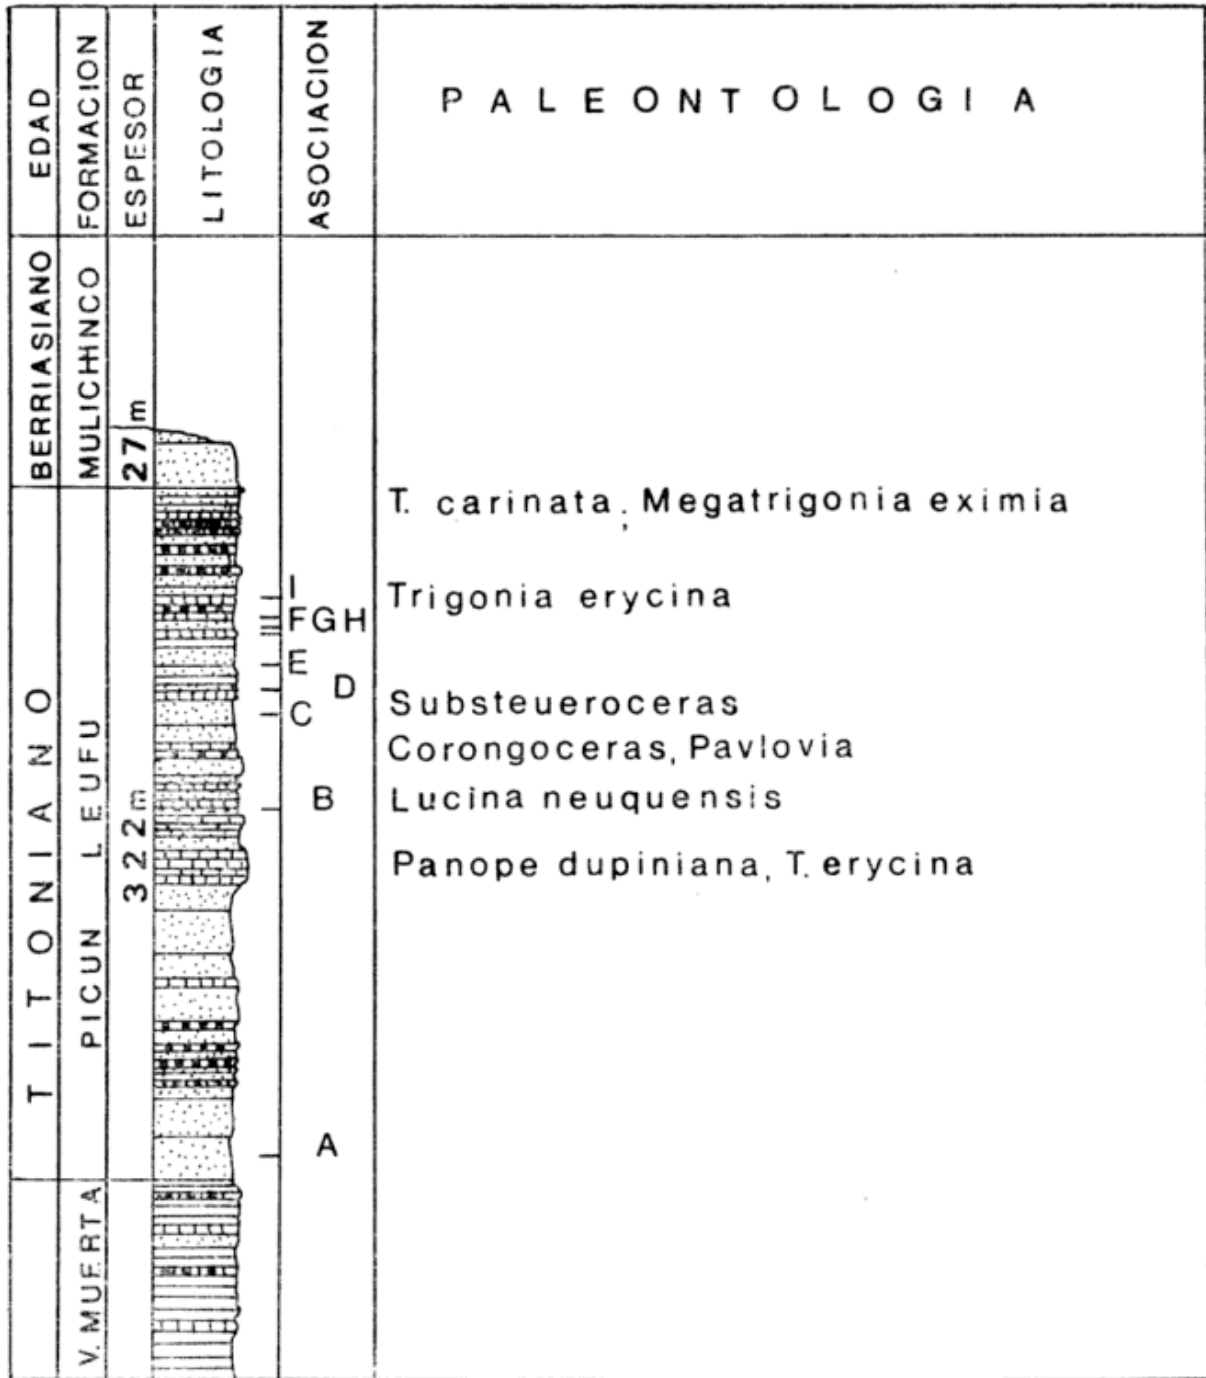 EDAD
FORMACION
ESPESOR
LITOLOGIA
ASOCIACION
PALEONTOLOGIA
BERRIASIANO
MULICHINCO
27 m
T. carinata, Megatrigonia eximia
I
Trigonia erycina
FGH
E
D
C
Substeueroceras
Corongoceras, Pavlovia
TITONIANO
PICUN LEUFU
322 m
B
Lucina neuquensis
Panope dupiniana, T. erycina
A
V. MUERTA